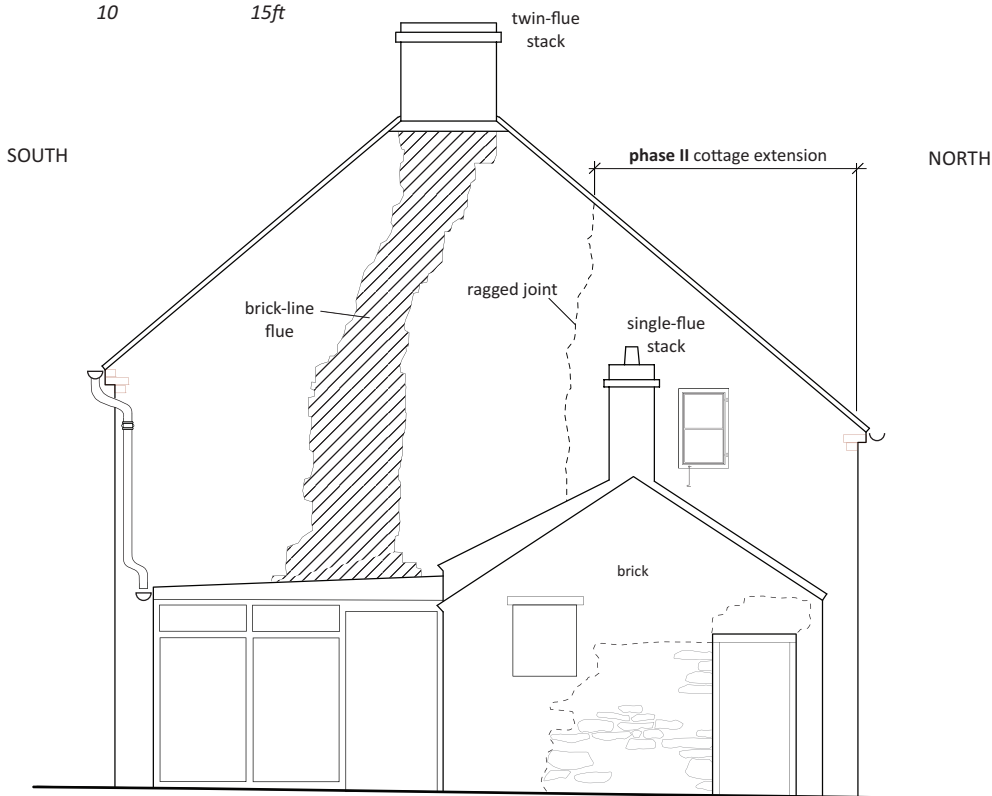 10 15ft
twin-flue
stack
SOUTH
phase II cottage extension
NORTH
ragged joint
brick-line
flue
single-flue
stack
brick